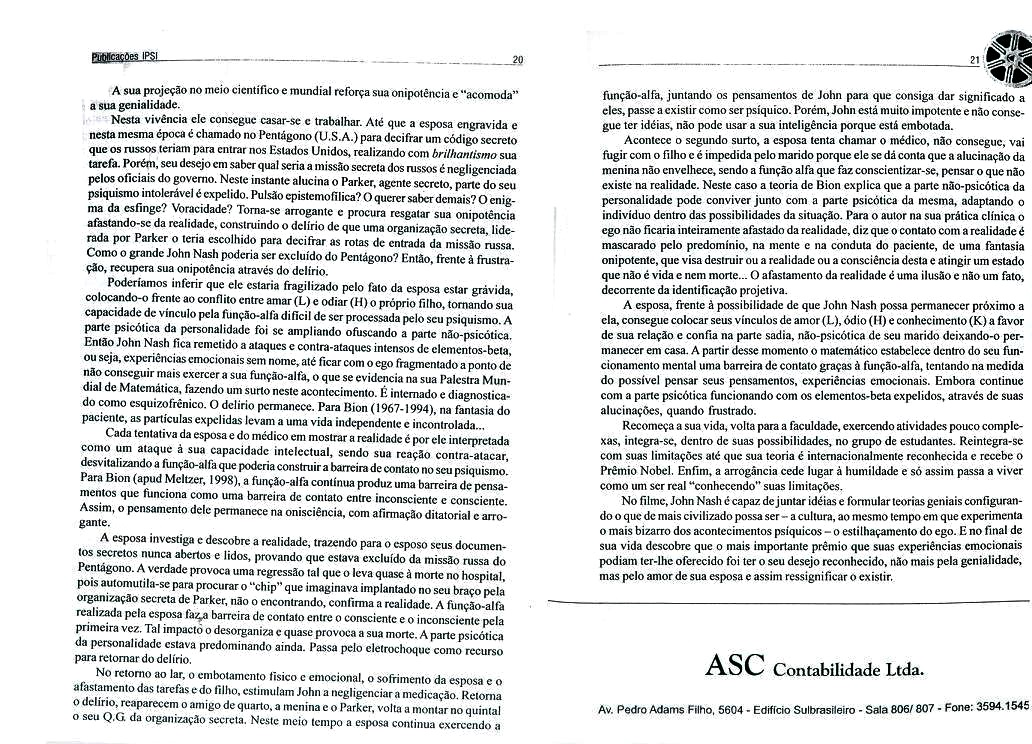 Publicações IPSI 20
A sua projeção no meio científico e mundial reforça sua onipotência e “acomoda”
a sua genialidade.
Nesta vivência ele consegue casar-se e trabalhar. Até que a esposa engravida e
nesta mesma época é chamado no Pentágono (U.S.A.) para decifrar um código secreto
que os russos teriam para entrar nos Estados Unidos, realizando com brilhantismo sua
tarefa. Porém, seu desejo em saber qual seria a missão secreta dos russos é negligenciada
pelos oficiais do governo. Neste instante alucina o Parker, agente secreto, parte do seu
psiquismo intolerável é expelido. Pulsão epistemofílica? O querer saber demais? O enig-
ma da esfinge? Voracidade? Torna-se arrogante e procura resgatar sua onipotência
afastando-se da realidade, construindo o delírio de que uma organização secreta, lide-
rada por Parker o teria escolhido para decifrar as rotas de entrada da missão russa.
Como o grande John Nash poderia ser excluído do Pentágono? Então, frente à frustra-
ção, recupera sua onipotência através do delírio.
Poderíamos inferir que ele estaria fragilizado pelo fato da esposa estar grávida,
colocando-o frente ao conflito entre amar (L) e odiar (H) o próprio filho, tornando sua
capacidade de vínculo pela função-alfa difícil de ser processada pelo seu psiquismo. A
parte psicótica da personalidade foi se ampliando ofuscando a parte não-psicótica.
Então John Nash fica remetido a ataques e contra-ataques intensos de elementos-beta,
ou seja, experiências emocionais sem nome, até ficar com o ego fragmentado a ponto de
não conseguir mais exercer a sua função-alfa, o que se evidencia na sua Palestra Mun-
dial de Matemática, fazendo um surto neste acontecimento. É internado e diagnostica-
do como esquizofrênico. O delírio permanece. Para Bion (1967-1994), na fantasia do
paciente, as partículas expelidas levam a uma vida independente e incontrolada...
Cada tentativa da esposa e do médico em mostrar a realidade é por ele interpretada
como um ataque à sua capacidade intelectual, sendo sua reação contra-atacar,
desvitalizando a função-alfa que poderia construir a barreira de contato no seu psiquismo.
Para Bion (apud Meltzer, 1998), a função-alfa contínua produz uma barreira de pensa-
mentos que funciona como uma barreira de contato entre inconsciente e consciente.
Assim, o pensamento dele permanece na onisciência, com afirmação ditatorial e arro-
gante.
A esposa investiga e descobre a realidade, trazendo para o esposo seus documen-
tos secretos nunca abertos e lidos, provando que estava excluído da missão russa do
Pentágono. A verdade provoca uma regressão tal que o leva quase à morte no hospital,
pois automutila-se para procurar o “chip” que imaginava implantado no seu braço pela
organização secreta de Parker, não o encontrando, confirma a realidade. A função-alfa
realizada pela esposa faz a barreira de contato entre o consciente e o inconsciente pela
primeira vez. Tal impacto o desorganiza e quase provoca a sua morte. A parte psicótica
da personalidade estava predominando ainda. Passa pelo eletrochoque como recurso
para retornar do delírio.
No retorno ao lar, o embotamento físico e emocional, o sofrimento da esposa e o
afastamento das tarefas e do filho, estimulam John a negligenciar a medicação. Retorna
o delírio, reaparecem o amigo de quarto, a menina e o Parker, volta a montar no quintal
o seu Q.G. da organização secreta. Neste meio tempo a esposa continua exercendo a
21
função-alfa, juntando os pensamentos de John para que consiga dar significado a
eles, passe a existir como ser psíquico. Porém, John está muito impotente e não conse-
gue ter idéias, não pode usar a sua inteligência porque está embotada.
Acontece o segundo surto, a esposa tenta chamar o médico, não consegue, vai
fugir com o filho e é impedida pelo marido porque ele se dá conta que a alucinação da
menina não envelhece, sendo a função alfa que faz conscientizar-se, pensar o que não
existe na realidade. Neste caso a teoria de Bion explica que a parte não-psicótica da
personalidade pode conviver junto com a parte psicótica da mesma, adaptando o
indivíduo dentro das possibilidades da situação. Para o autor na sua prática clínica o
ego não ficaria inteiramente afastado da realidade, diz que o contato com a realidade é
mascarado pelo predomínio, na mente e na conduta do paciente, de uma fantasia
onipotente, que visa destruir ou a realidade ou a consciência desta e atingir um estado
que não é vida e nem morte... O afastamento da realidade é uma ilusão e não um fato,
decorrente da identificação projetiva.
A esposa, frente à possibilidade de que John Nash possa permanecer próximo a
ela, consegue colocar seus vínculos de amor (L), ódio (H) e conhecimento (K) a favor
de sua relação e confia na parte sadia, não-psicótica de seu marido deixando-o per-
manecer em casa. A partir desse momento o matemático estabelece dentro do seu fun-
cionamento mental uma barreira de contato graças à função-alfa, tentando na medida
do possível pensar seus pensamentos, experiências emocionais. Embora continue
com a parte psicótica funcionando com os elementos-beta expelidos, através de suas
alucinações, quando frustrado.
Recomeça a sua vida, volta para a faculdade, exercendo atividades pouco comple-
xas, integra-se, dentro de suas possibilidades, no grupo de estudantes. Reintegra-se
com suas limitações até que sua teoria é internacionalmente reconhecida e recebe o
Prêmio Nobel. Enfim, a arrogância cede lugar à humildade e só assim passa a viver
como um ser real “conhecendo” suas limitações.
No filme, John Nash é capaz de juntar idéias e formular teorias geniais configuran-
do o que de mais civilizado possa ser – a cultura, ao mesmo tempo em que experimenta
o mais bizarro dos acontecimentos psíquicos – o estilhaçamento do ego. E no final de
sua vida descobre que o mais importante prêmio que suas experiências emocionais
podiam ter-lhe oferecido foi ter o seu desejo reconhecido, não mais pela genialidade,
mas pelo amor de sua esposa e assim ressignificar o existir.
ASC Contabilidade Ltda.
Av. Pedro Adams Filho, 5604 - Edifício Sulbrasileiro - Sala 806/ 807 - Fone: 3594.1545